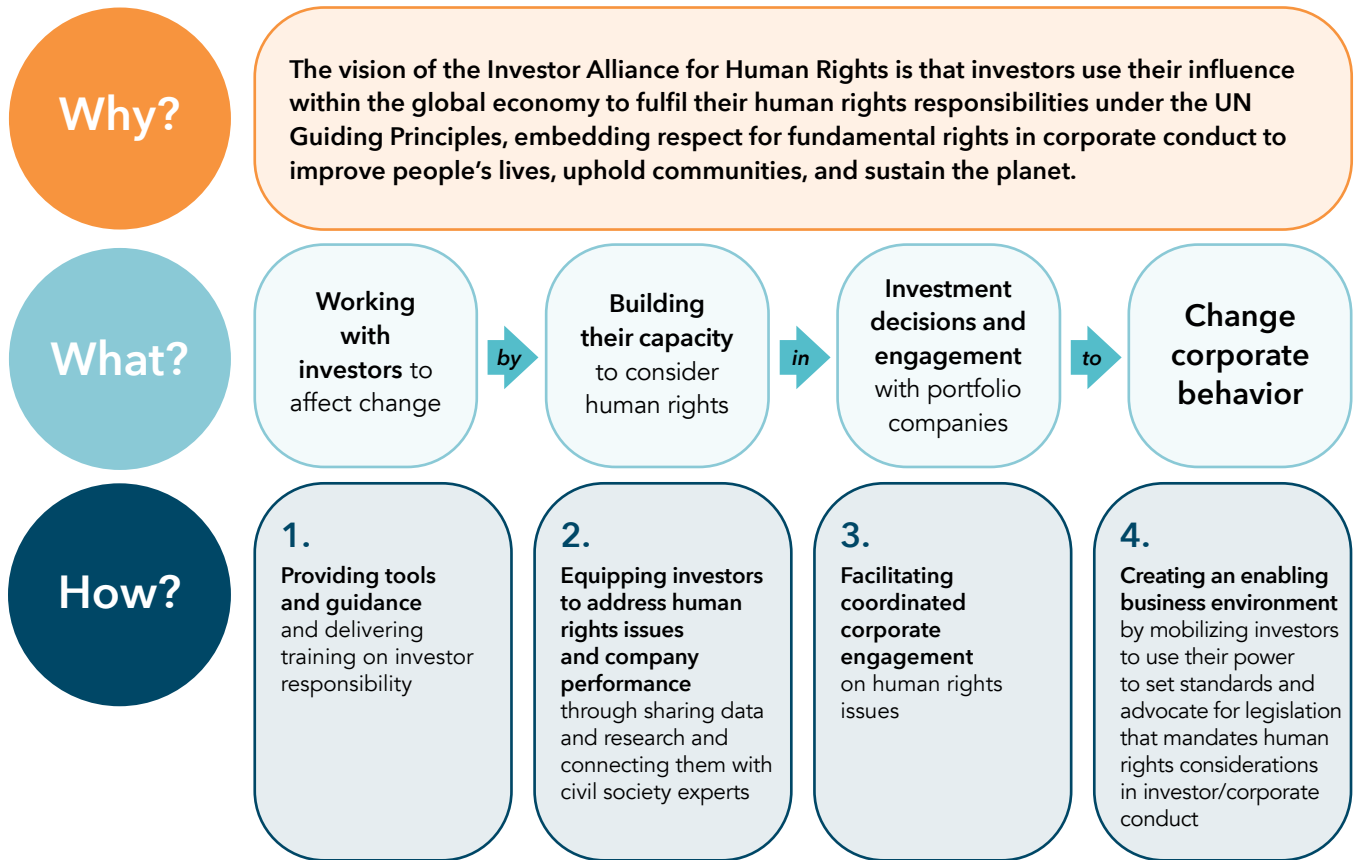 Why?
The vision of the Investor Alliance for Human Rights is that investors use their influence
within the global economy to fulfil their human rights responsibilities under the UN
Guiding Principles, embedding respect for fundamental rights in corporate conduct to
improve people's lives, uphold communities, and sustain the planet.
What?
Working
with
investors to
affect change
by
Building
their capacity
to consider
human rights
in
Investment
decisions and
engagement
with portfolio
companies
to
Change
corporate
behavior
How?
1.
Providing tools
and guidance
and delivering
training on investor
responsibility
2.
Equipping investors
to address human
rights issues
and company
performance
through sharing data
and research and
connecting them with
civil society experts
3.
Facilitating
coordinated
corporate
engagement
on human rights
issues
4.
Creating an enabling
business environment
by mobilizing investors
to use their power
to set standards and
advocate for legislation
that mandates human
rights considerations
in investor/corporate
conduct